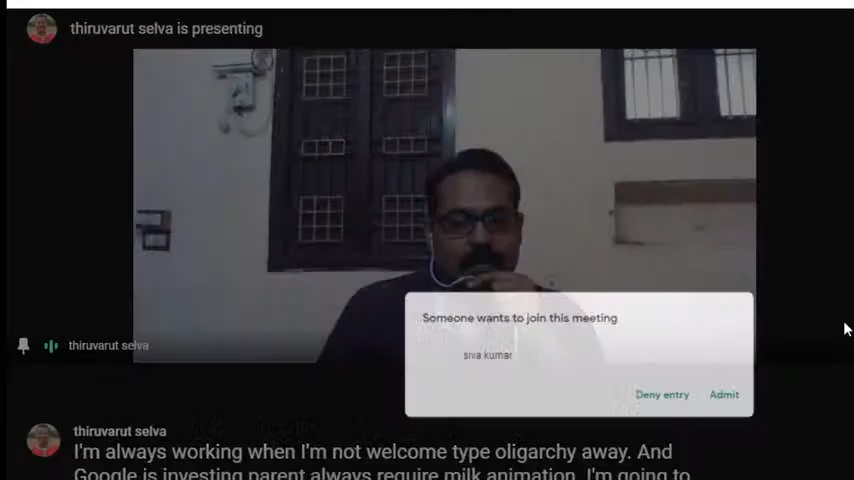 thiruvarut selva is presenting
Someone wants to join this meeting
siva kumar
thiruvarut selva
Deny entry
Admit
thiruvarut selva
I'm always working when I'm not welcome type oligarchy away. And
Google is investing parent always require milk animation. I'm going to